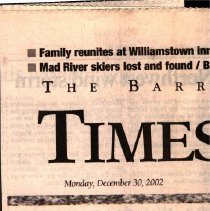 ■ Family reunites at Williamstown inn
■ Mad River skiers lost and found / B
THE BARR
TIMES
Monday, December 30, 2002